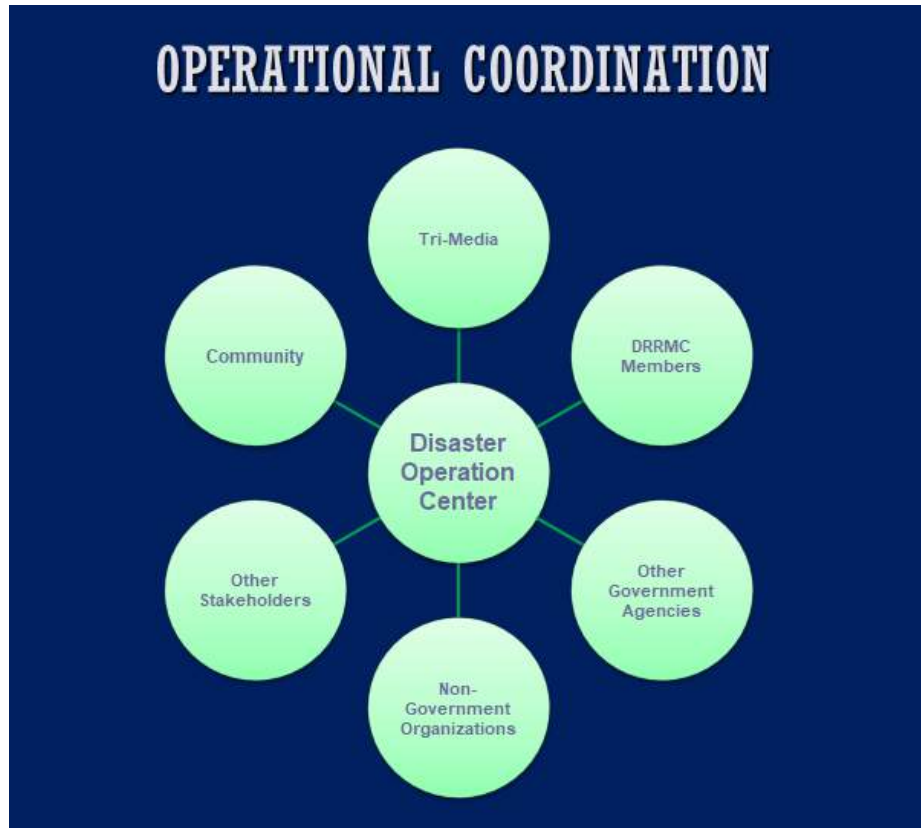 OPERATIONAL COORDINATION
Tri-Media
DRRMC
Members
Other
Government
Agencies
Non-
Government
Organizations
Other
Stakeholders
Community
Disaster
Operation
Center